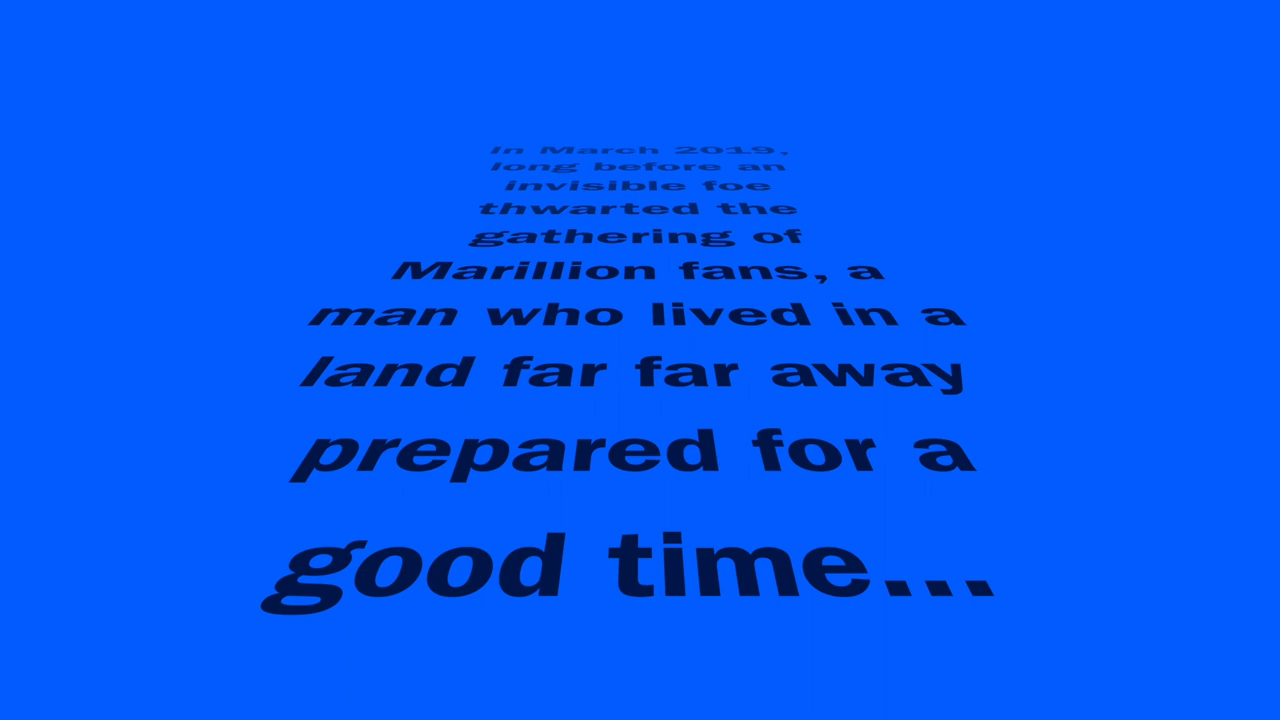 In March 2019,
long before an
invisible foe
thwarted the
gathering of
Marillion fans, a
man who lived in a
land far far away
prepared for a
good time...